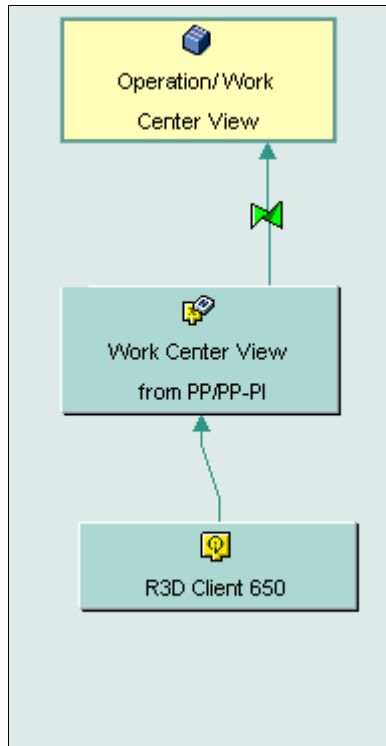 Operation/Work
Center View
Work Center View
from PP/PP-PI
R3D Client 650